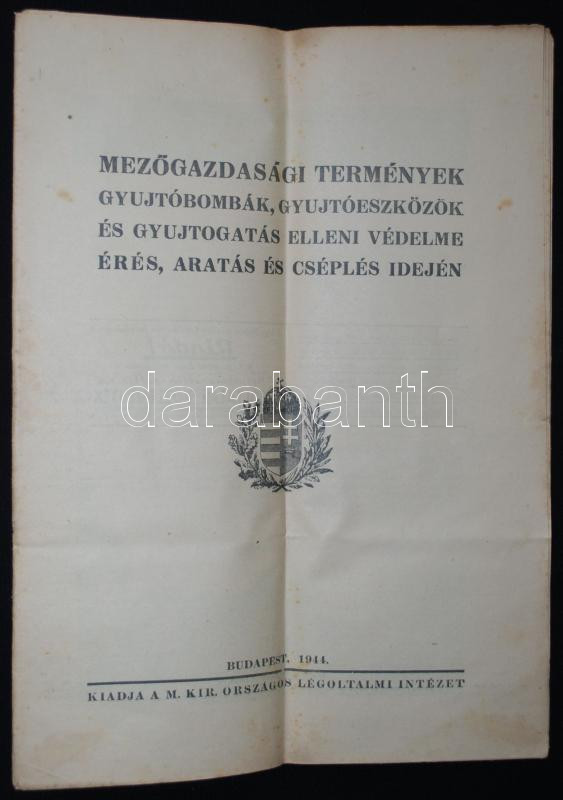 MEZŐGAZDASÁGI TERMÉNYEK
GYUJTÓBOMBÁK, GYUJTÓESZKÖZÖK
ÉS GYUJTOGATÁS ELLENI VÉDELME
ÉRÉS, ARATÁS ÉS CSÉPLÉS IDEJÉN
darabanth
BUDAPEST, 1944.
KIADJA A M. KIR. ORSZÁGOS LÉGOLTALMI INTÉZET